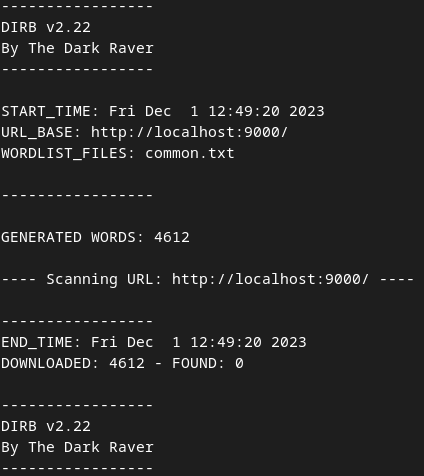 -----------------
DIRB v2.22
By The Dark Raver
-----------------
START_TIME: Fri Dec  1 12:49:20 2023
URL_BASE: http://localhost:9000/
WORDLIST_FILES: common.txt
-----------------
GENERATED WORDS: 4612
---- Scanning URL: http://localhost:9000/ ----
-----------------
END_TIME: Fri Dec  1 12:49:20 2023
DOWNLOADED: 4612 - FOUND: 0
-----------------
DIRB v2.22
By The Dark Raver
-----------------